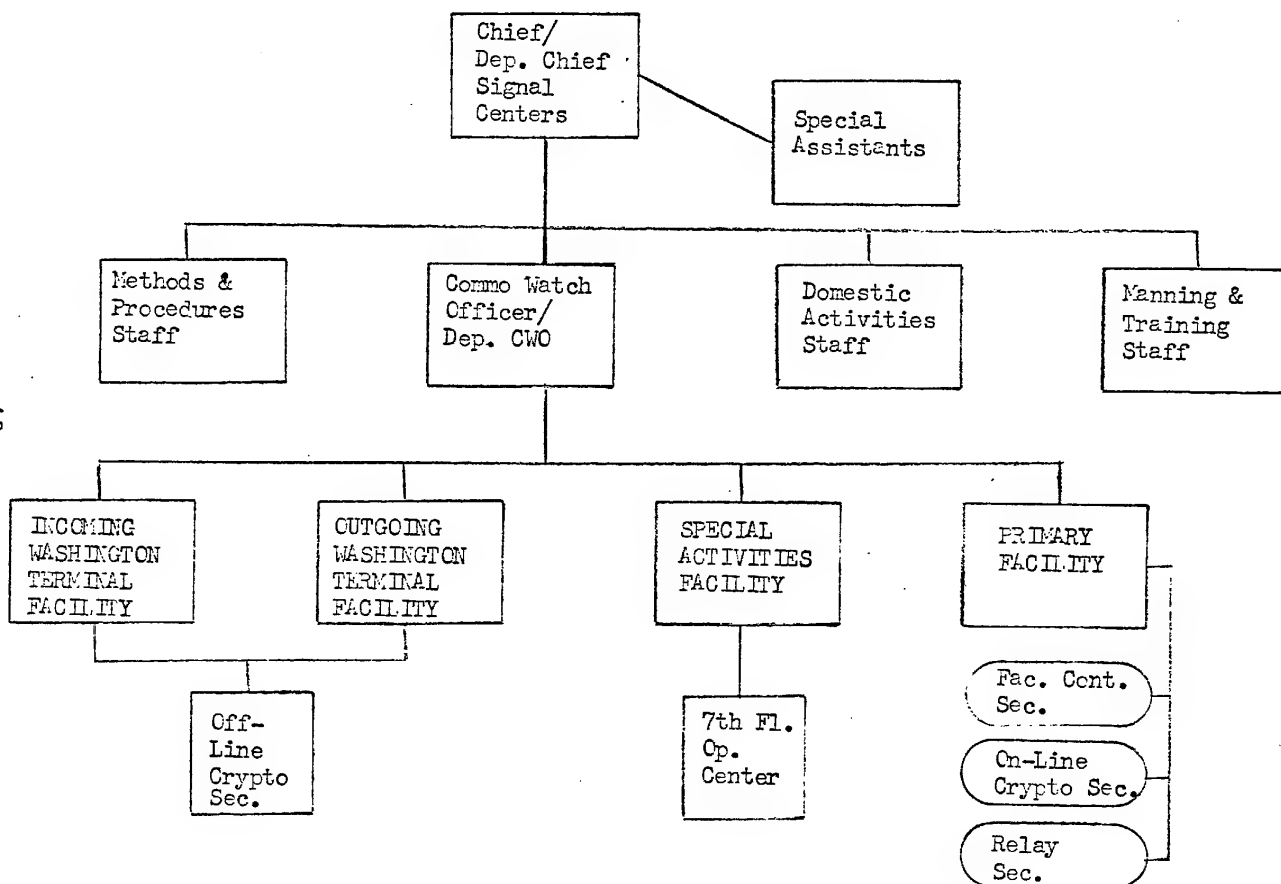 Chief/
Dep. Chief
Signal
Centers
Special
Assistants
Methods &
Procedures
Staff
Commo Watch
Officer/
Dep. CWO
Domestic
Activities
Staff
Manning &
Training
Staff
INCOMING
WASHINGTON
TERMINAL
FACILITY
OUTGOING
WASHINGTON
TERMINAL
FACILITY
SPECIAL
ACTIVITIES
FACILITY
PRIMARY
FACILITY
Off-
Line
Crypto
Sec.
7th Fl.
Op.
Center
Fac. Cont.
Sec.
On-Line
Crypto Sec.
Relay
Sec.